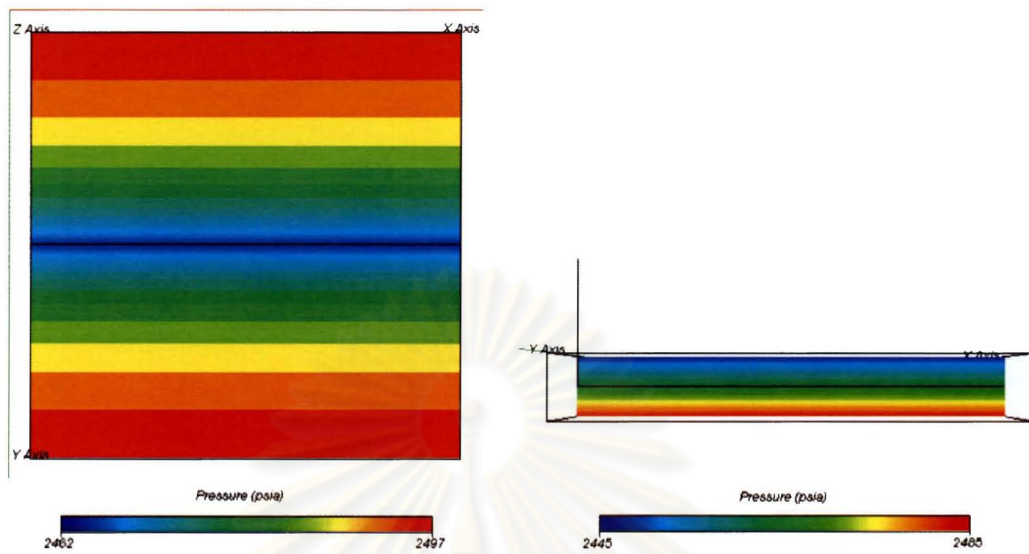 Z Axis X Axis
Y Axis
Pressure (psia)
2462 2497
Y Axis X Axis
Pressure (psia)
2445 2485